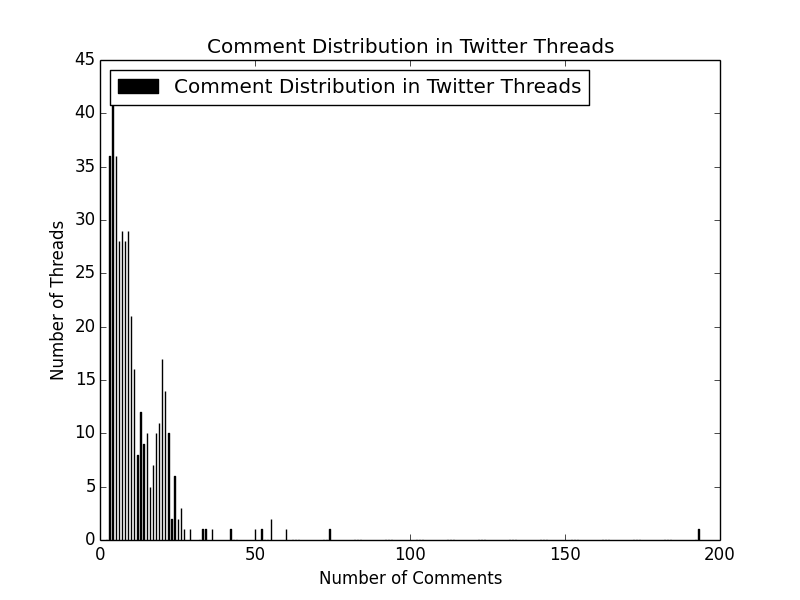 Comment Distribution in Twitter Threads
45
Comment Distribution in Twitter Threads
40
35
30
25
20
15
10
5
0
Number of Threads
0 50 100 150 200
Number of Comments